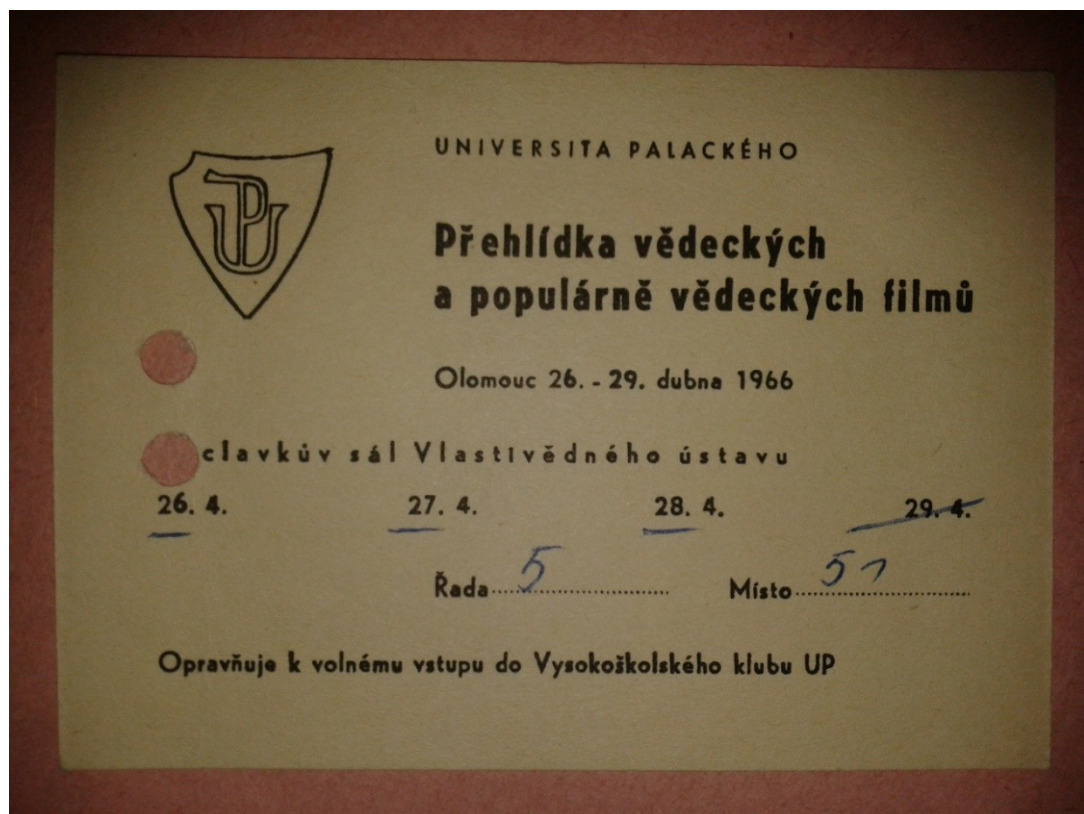 UP
UNIVERSITA PALACKÉHO
Přehlídka vědeckých
a populárně vědeckých filmů
Olomouc 26. - 29. dubna 1966
clavkův sál Vlastivědného ústavu
26. 4. 27. 4. 28. 4. 29. 4.
Řada 5 Místo 51
Opravňuje k volnému vstupu do Vysokoškolského klubu UP